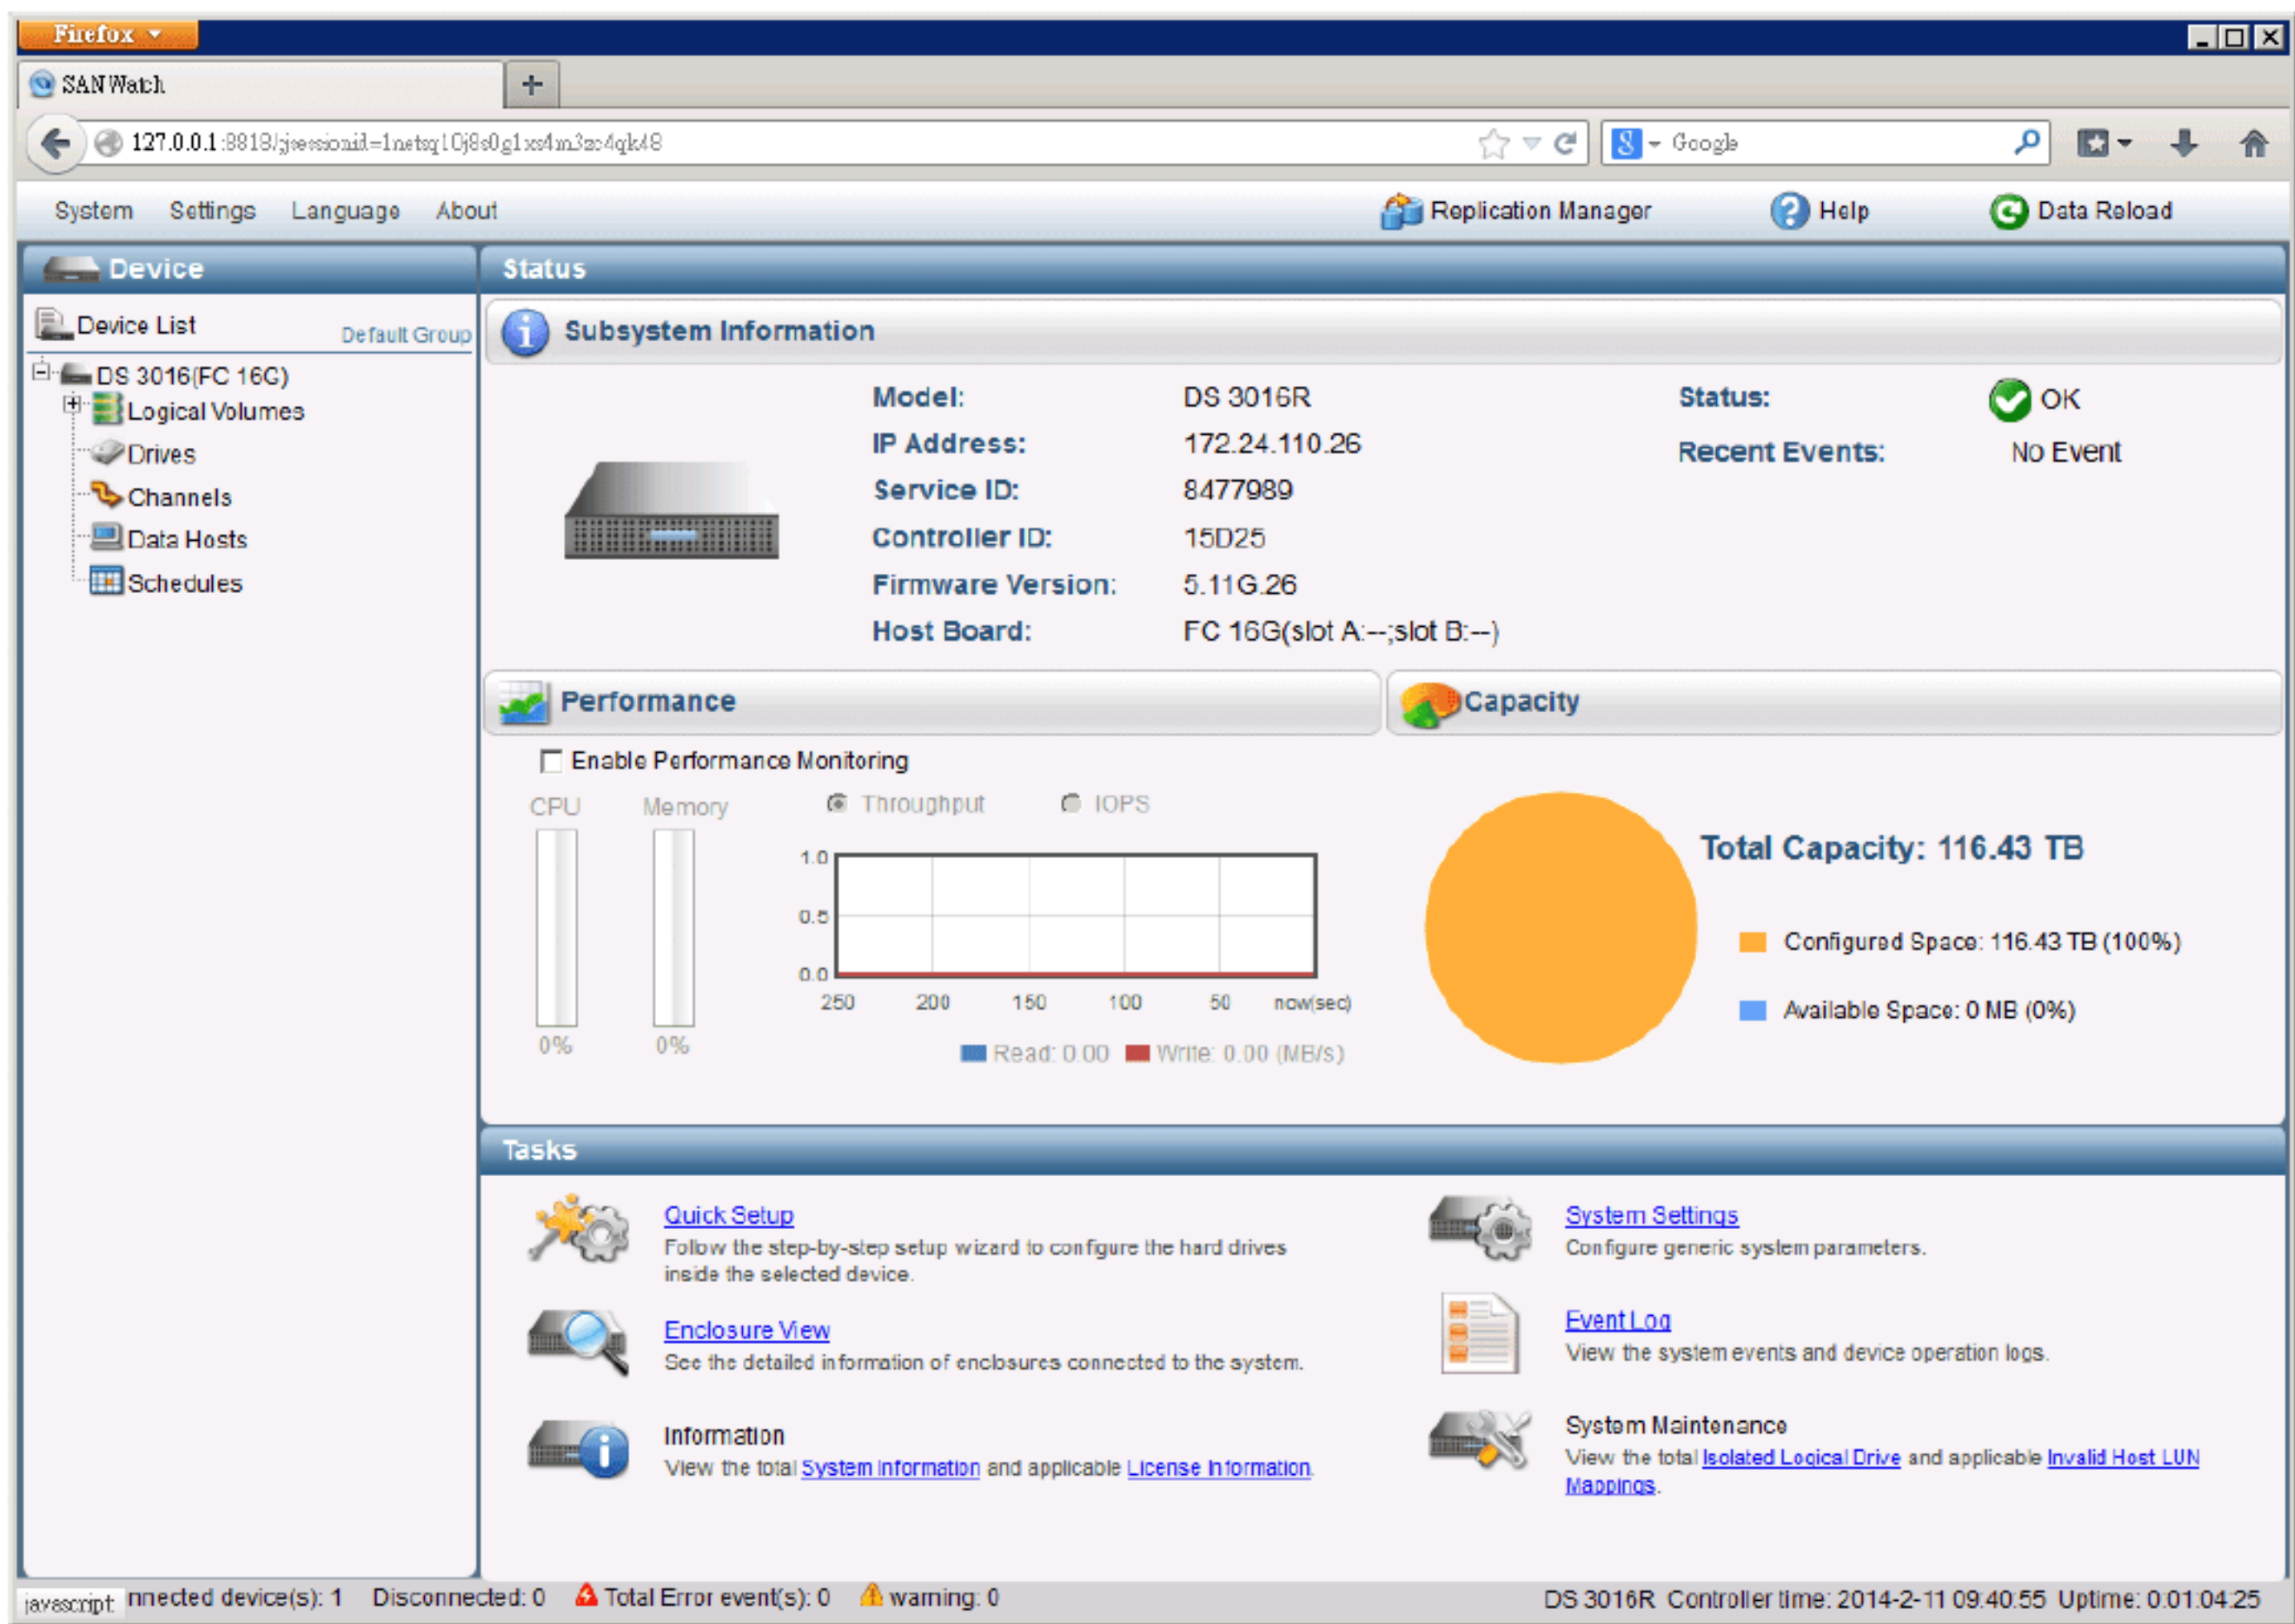 Firefox
SANWatch
+
127.0.0.1:8818/;jsessionid=1netsq10j8s0g1xs4m3zc4qk48
Google
System Settings Language About Replication Manager Help Data Reload
Device
Status
Device List Default Group
DS 3016(FC 16G)
Logical Volumes
Drives
Channels
Data Hosts
Schedules
Subsystem Information
Model: DS 3016R Status: OK
IP Address: 172.24.110.26 Recent Events: No Event
Service ID: 8477989
Controller ID: 15D25
Firmware Version: 5.11G.26
Host Board: FC 16G(slot A:--;slot B:--)
Performance
Enable Performance Monitoring
CPU Memory Throughput IOPS
1.0
0.5
0.0
250 200 150 100 50 now(sec)
0% 0%
Read: 0.00 Write: 0.00 (MB/s)
Capacity
Total Capacity: 116.43 TB
Configured Space: 116.43 TB (100%)
Available Space: 0 MB (0%)
Tasks
Quick Setup
Follow the step-by-step setup wizard to configure the hard drives
inside the selected device.
Enclosure View
See the detailed information of enclosures connected to the system.
Information
View the total System Information and applicable License Information.
System Settings
Configure generic system parameters.
Event Log
View the system events and device operation logs.
System Maintenance
View the total Isolated Logical Drive and applicable Invalid Host LUN
Mappings.
javascript: nnected device(s): 1 Disconnected: 0 Total Error event(s): 0 warning: 0 DS 3016R Controller time: 2014-2-11 09:40:55 Uptime: 0:01:04:25